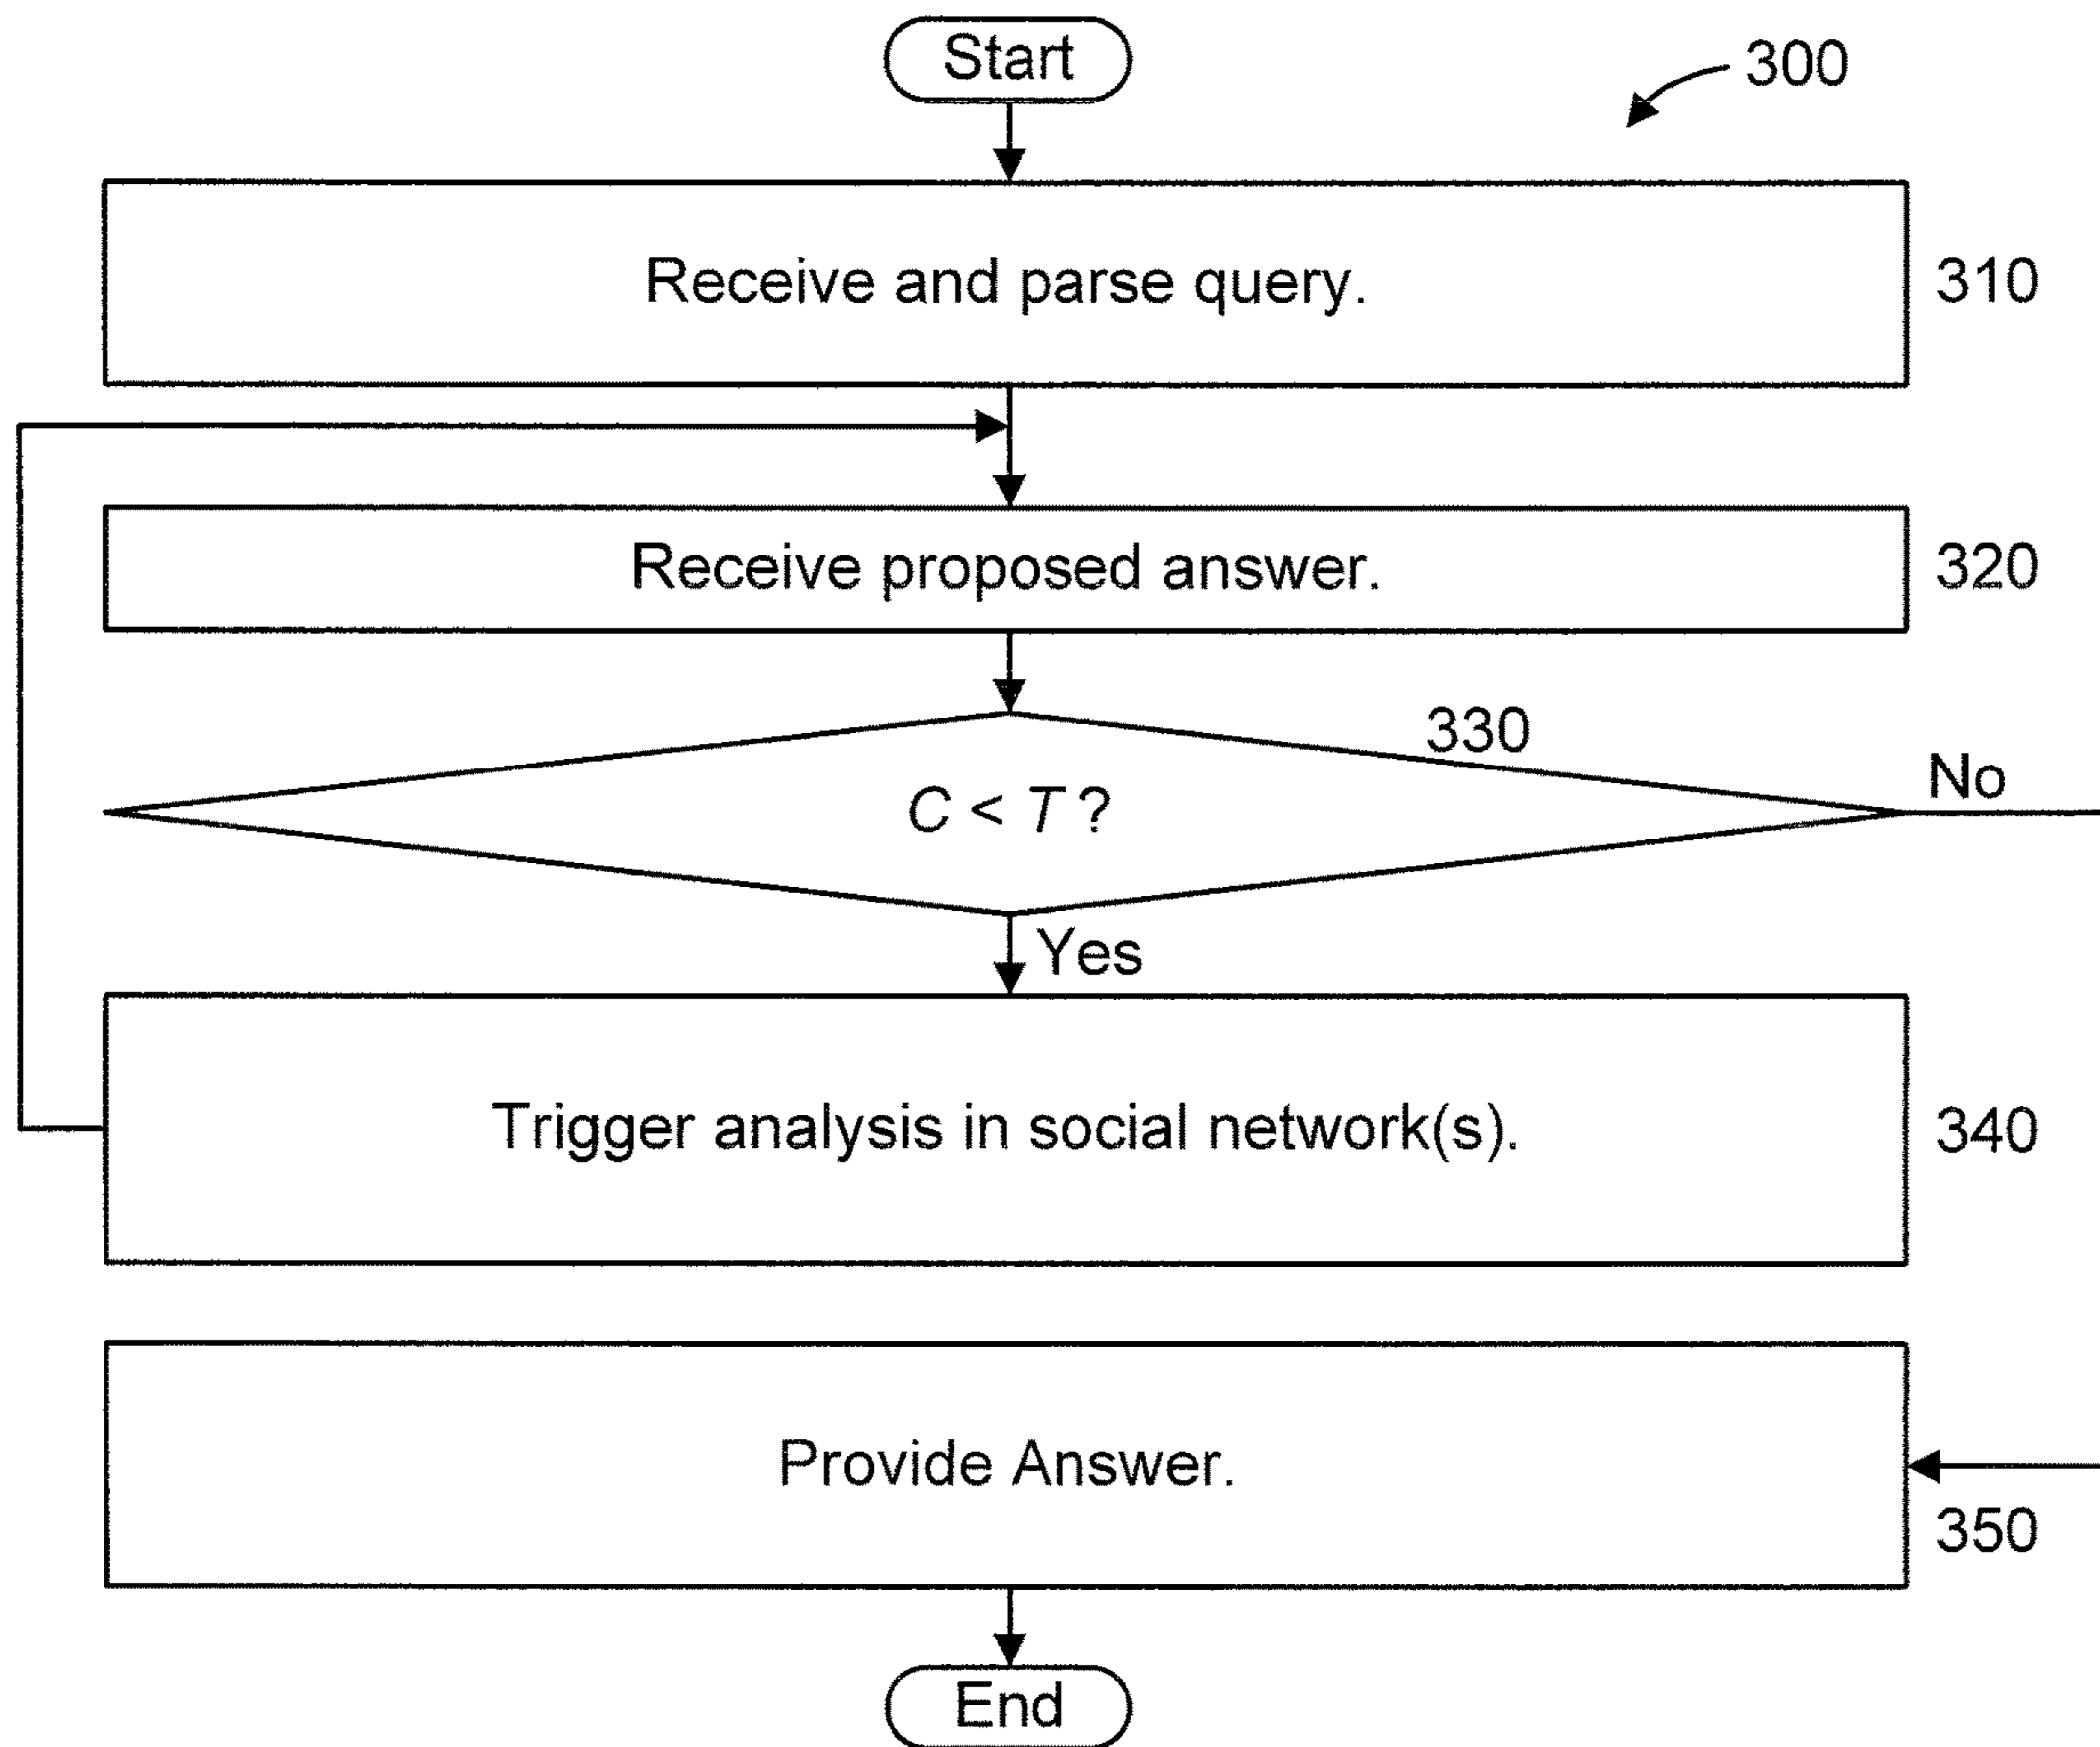 Start
300
Receive and parse query.
310
Receive proposed answer.
320
330
C < T ?
No
Yes
Trigger analysis in social network(s).
340
Provide Answer.
350
End